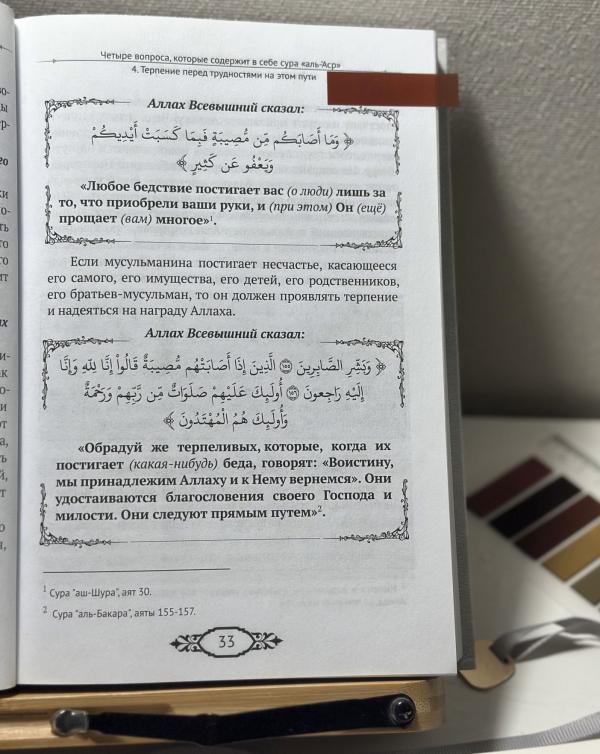 Четыре вопроса, которые содержит в себе сура «аль-'Аср»
4. Терпение перед трудностями на этом пути
Аллах Всевышний сказал:
﴿ وَمَا أَصَابَكُم مِّن مُّصِيبَةٍ فَبِمَا كَسَبَتْ أَيْدِيكُمْ
وَيَعْفُو عَن كَثِيرٍ ﴾
«Любое бедствие постигает вас (о люди) лишь за
то, что приобрели ваши руки, и (при этом) Он (ещё)
прощает (вам) многое»¹.
Если мусульманина постигает несчастье, касающееся
его самого, его имущества, его детей, его родственников,
его братьев-мусульман, то он должен проявлять терпение
и надеяться на награду Аллаха.
Аллах Всевышний сказал:
﴿ وَبَشِّرِ الصَّابِرِينَ ١٥٥ الَّذِينَ إِذَا أَصَابَتْهُم مُّصِيبَةٌ قَالُواْ إِنَّا لِلّهِ وَإِنَّا
إِلَيْهِ رَاجِعونَ ١٥٦ أُولَئِكَ عَلَيْهِمْ صَلَوَاتٌ مِّن رَّبِّهِمْ وَرَحْمَةٌ
وَأُولَئِكَ هُمُ الْمُهْتَدُونَ ﴾
«Обрадуй же терпеливых, которые, когда их
постигает (какая-нибудь) беда, говорят: «Воистину,
мы принадлежим Аллаху и к Нему вернемся». Они
удостаиваются благословения своего Господа и
милости. Они следуют прямым путем»².
¹ Сура "аш-Шура", аят 30.
² Сура "аль-Бакара", аяты 155-157.
33